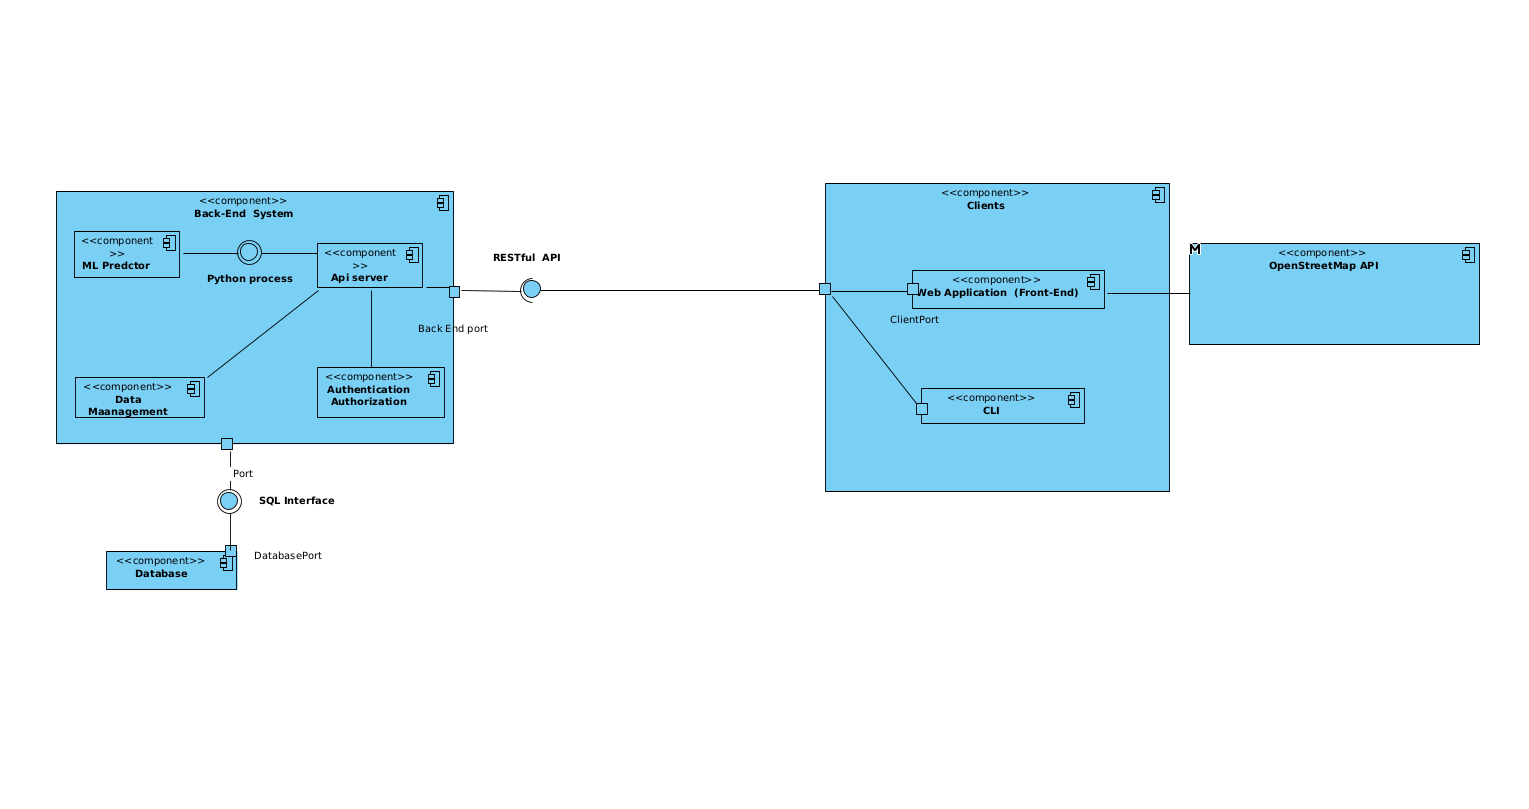 <<component>>
Back-End System
<<component
>>
ML Predctor
Python process
<<component
>>
Api server
<<component>>
Data
Maanagement
<<component>>
Authentication
Authorization
Back End port
RESTful API
Port
SQL Interface
DatabasePort
<<component>>
Database
<<component>>
Clients
<<component>>
Web Application (Front-End)
ClientPort
<<component>>
CLI
M
<<component>>
OpenStreetMap API